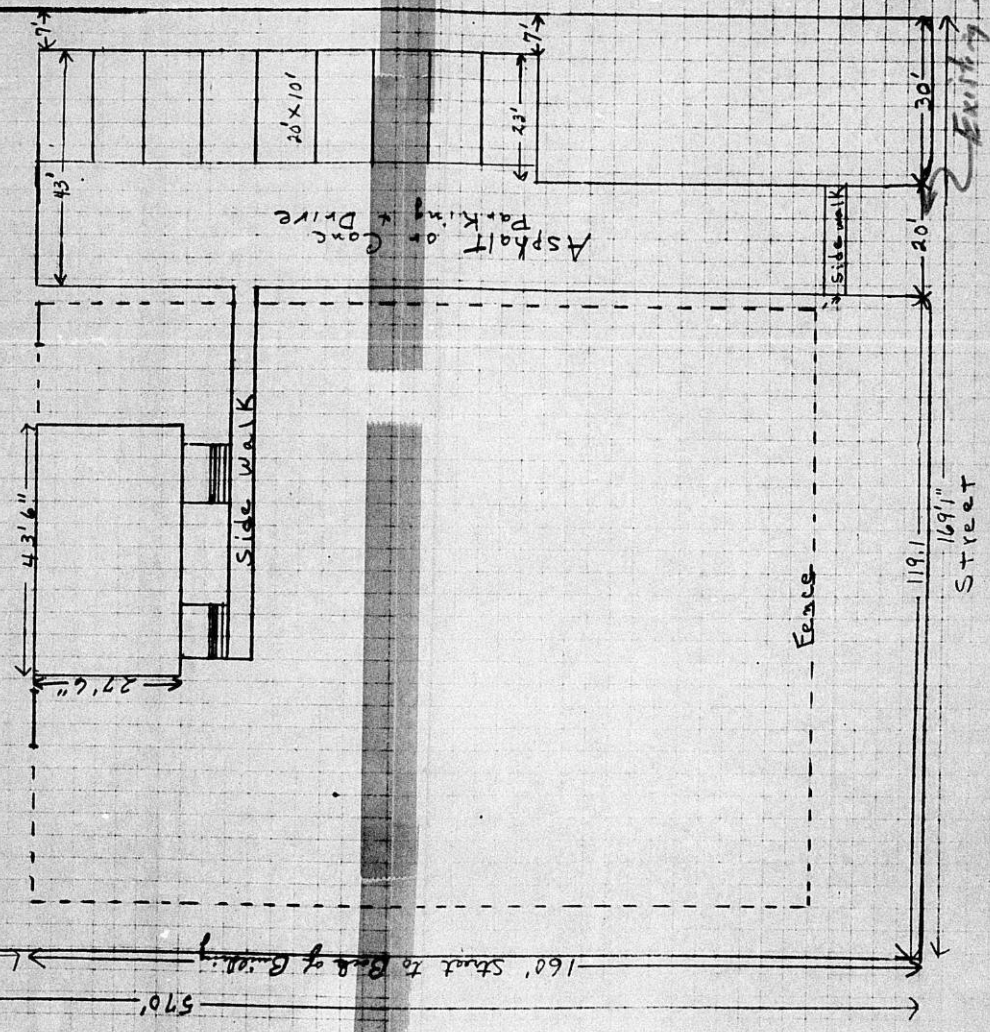 7'
43'
20'x10'
23'
7'
30'
Existing
Asphalt or Conc
Parking + Drive
Side walk
20'
43'6"
27'6"
Side walk
Fence
119.1
169'1"
Street
160' Street to Back of Building
570'